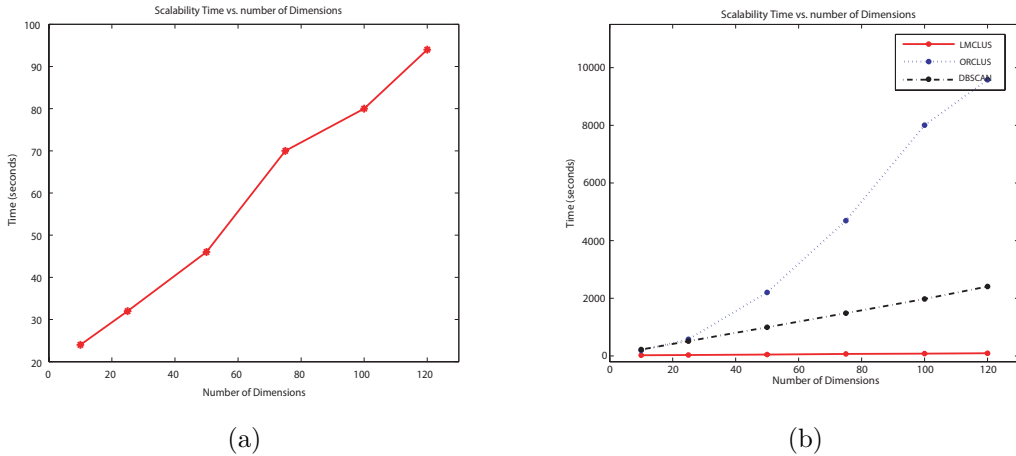 Scalability Time vs. number of Dimensions
100
90
80
70
60
50
40
30
20
0
20
40
60
80
100
120
Time (seconds)
Number of Dimensions
(a)
Scalability Time vs. number of Dimensions
LMCLUS
ORCLUS
DBSCAN
10000
8000
6000
4000
2000
0
0
20
40
60
80
100
120
Time (seconds)
Number of Dimensions
(b)